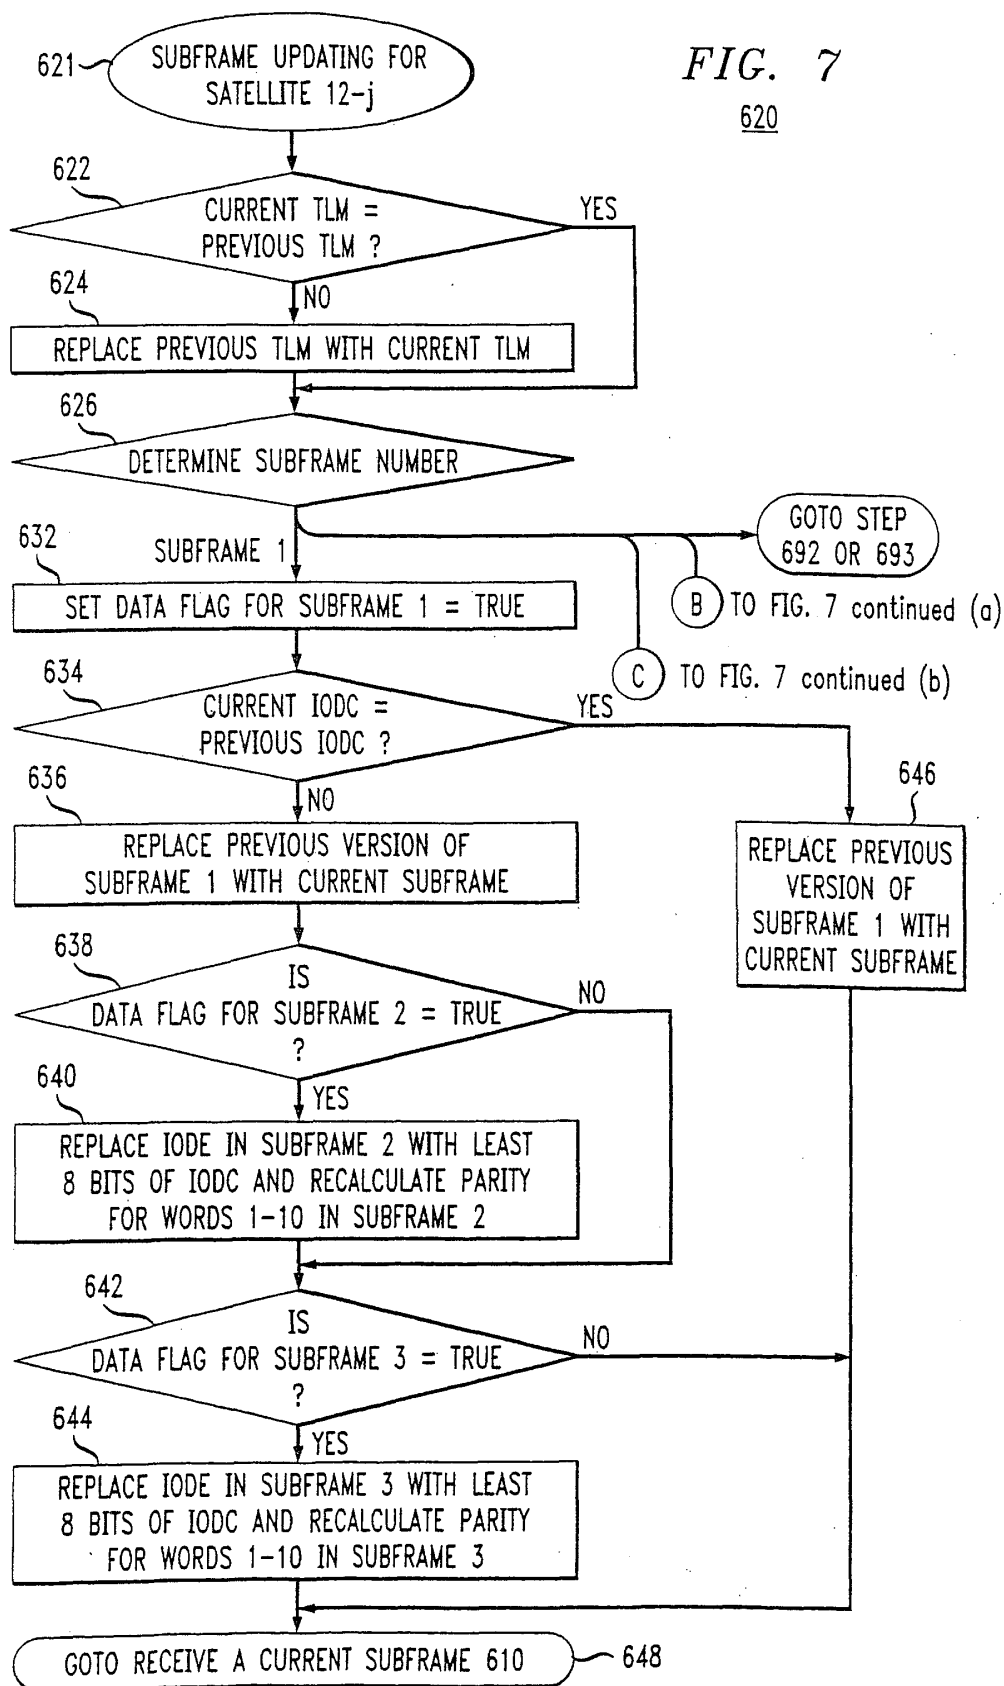 FIG. 7
620
621
SUBFRAME UPDATING FOR
SATELLITE 12-j
622
CURRENT TLM =
PREVIOUS TLM ?
YES
NO
624
REPLACE PREVIOUS TLM WITH CURRENT TLM
626
DETERMINE SUBFRAME NUMBER
GOTO STEP
692 OR 693
SUBFRAME 1
B TO FIG. 7 continued (a)
C TO FIG. 7 continued (b)
632
SET DATA FLAG FOR SUBFRAME 1 = TRUE
634
CURRENT IODC =
PREVIOUS IODC ?
YES
NO
636
REPLACE PREVIOUS VERSION OF
SUBFRAME 1 WITH CURRENT SUBFRAME
646
REPLACE PREVIOUS
VERSION OF
SUBFRAME 1 WITH
CURRENT SUBFRAME
638
IS
DATA FLAG FOR SUBFRAME 2 = TRUE
?
NO
YES
640
REPLACE IODE IN SUBFRAME 2 WITH LEAST
8 BITS OF IODC AND RECALCULATE PARITY
FOR WORDS 1-10 IN SUBFRAME 2
642
IS
DATA FLAG FOR SUBFRAME 3 = TRUE
?
NO
YES
644
REPLACE IODE IN SUBFRAME 3 WITH LEAST
8 BITS OF IODC AND RECALCULATE PARITY
FOR WORDS 1-10 IN SUBFRAME 3
GOTO RECEIVE A CURRENT SUBFRAME 610
648